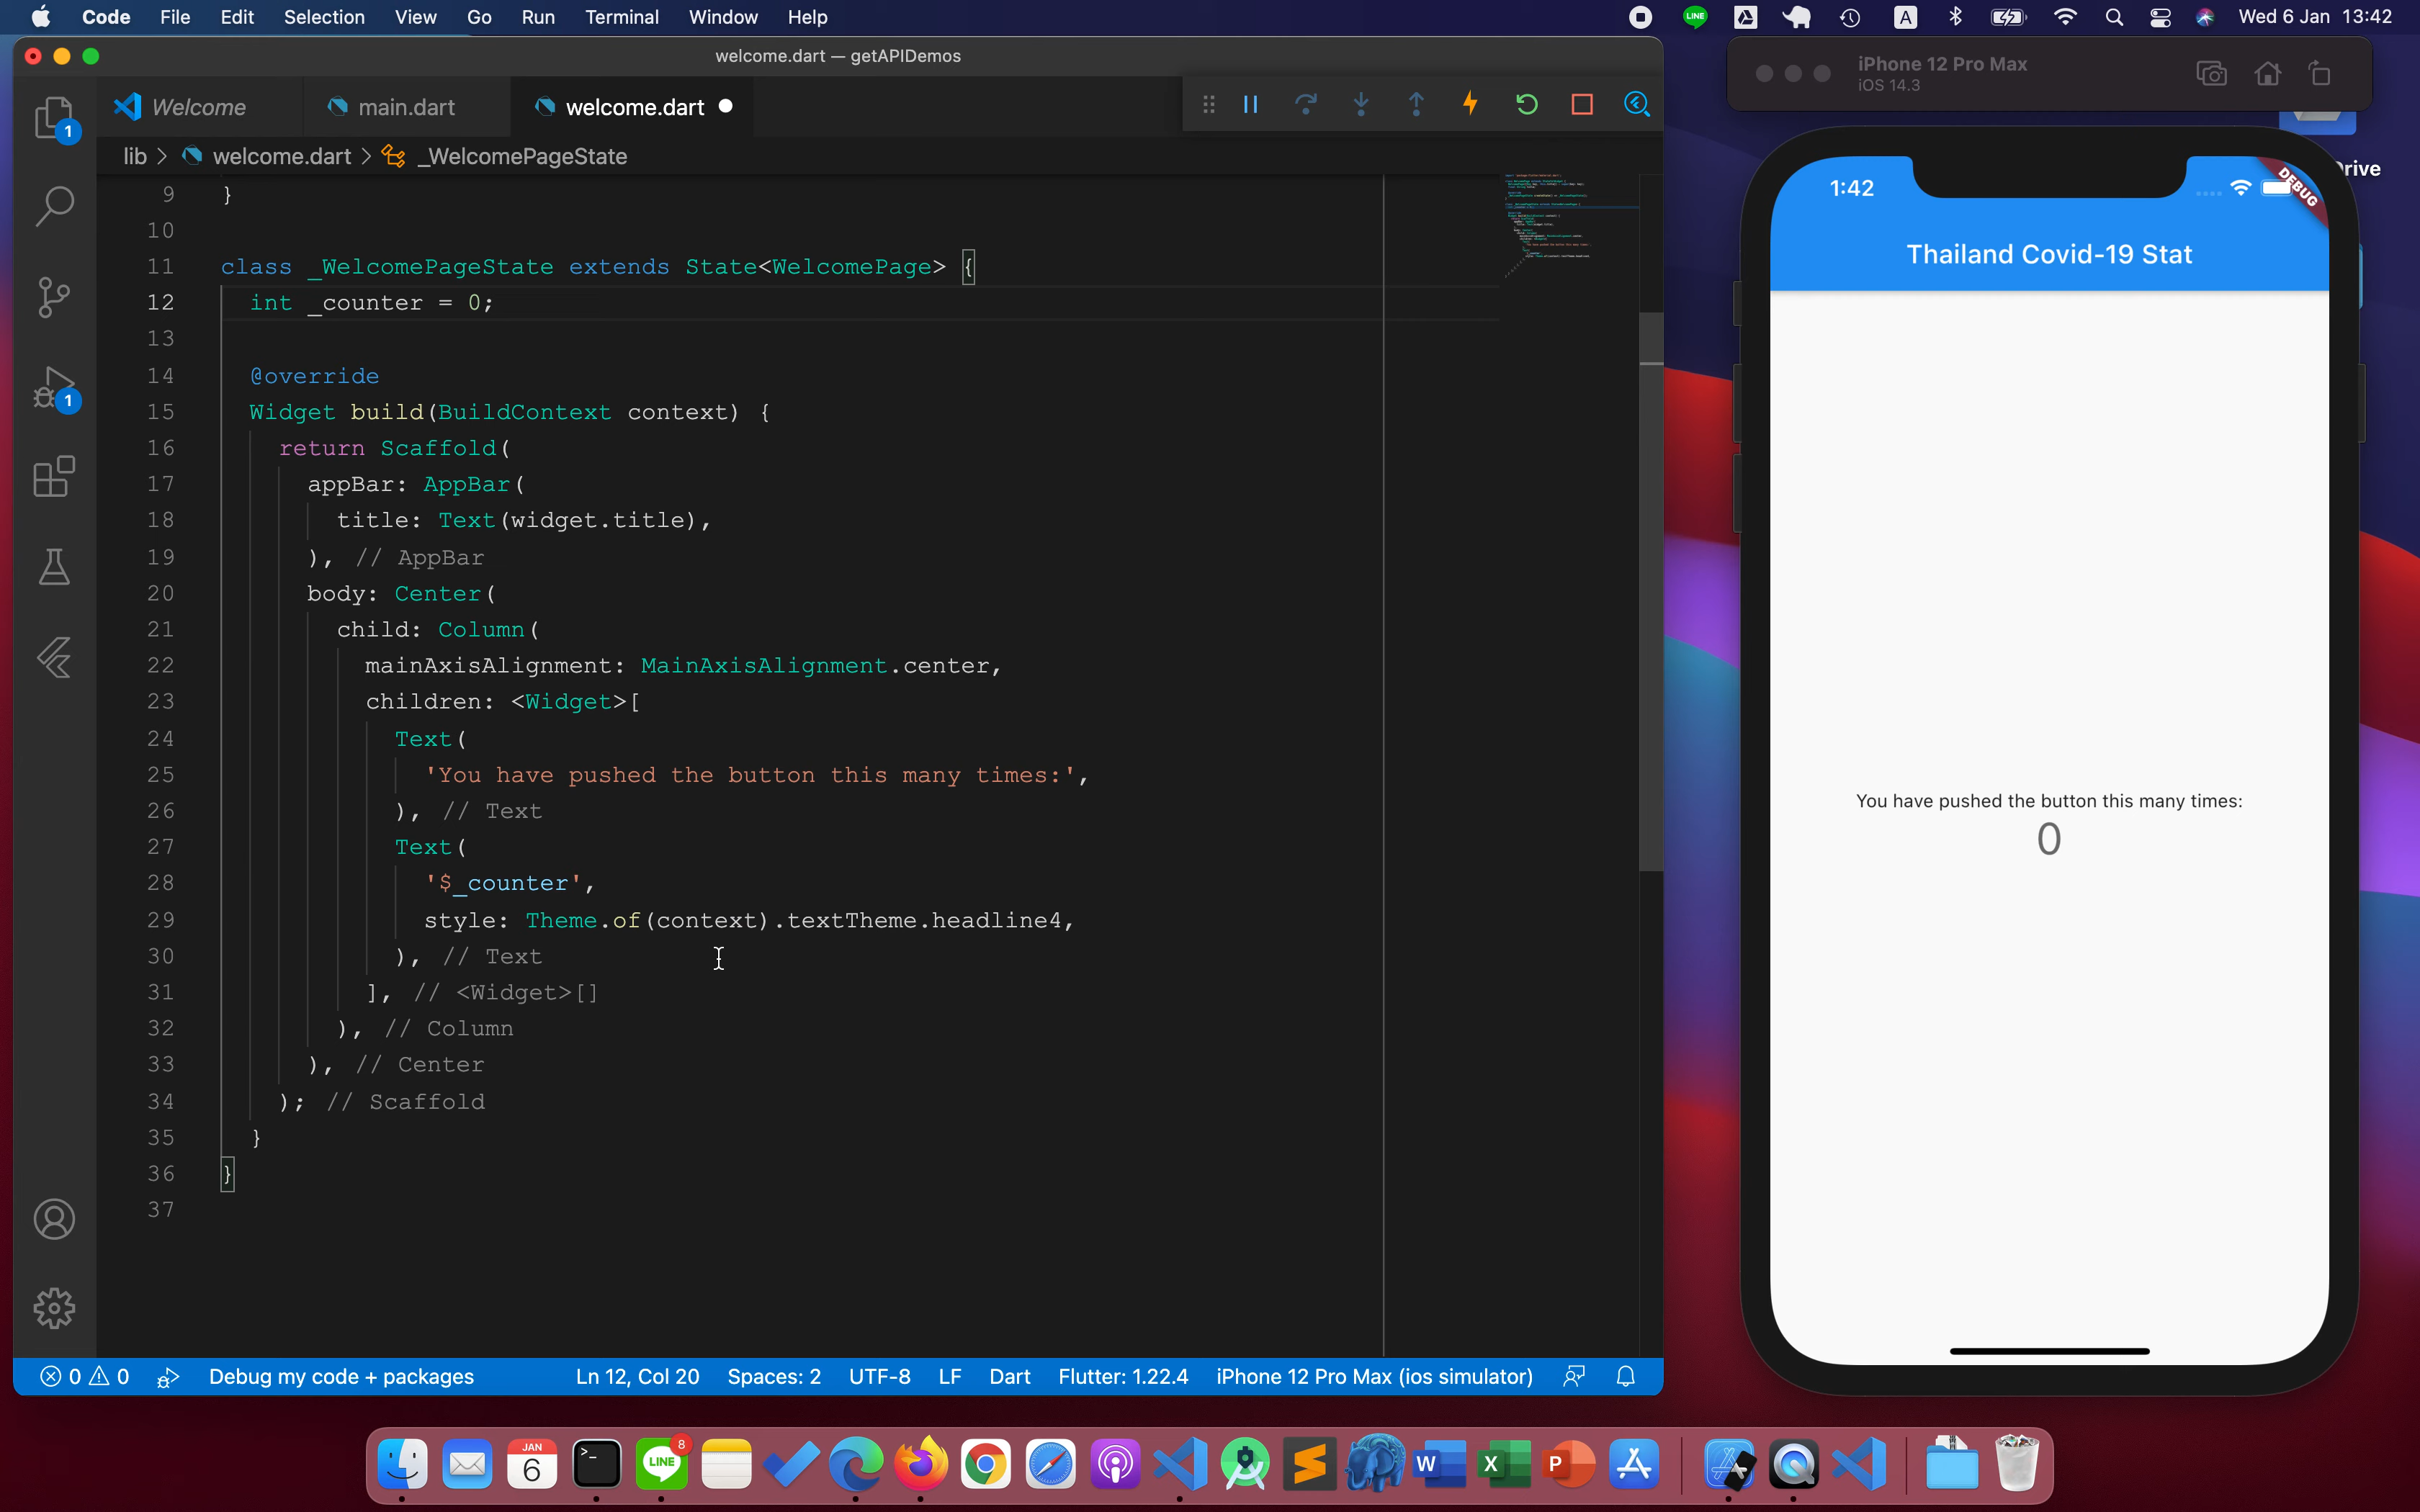 Code File Edit Selection View Go Run Terminal Window Help
LINE A Wed 6 Jan 13:42
welcome.dart — getAPIDemos
Welcome
main.dart
welcome.dart
lib > welcome.dart > _WelcomePageState
9 }
10
11 class _WelcomePageState extends State<WelcomePage> {
12 int _counter = 0;
13
14 @override
15 Widget build(BuildContext context) {
16 return Scaffold(
17 appBar: AppBar(
18 title: Text(widget.title),
19 ), // AppBar
20 body: Center(
21 child: Column(
22 mainAxisAlignment: MainAxisAlignment.center,
23 children: <Widget>[
24 Text(
25 'You have pushed the button this many times:',
26 ), // Text
27 Text(
28 '$_counter',
29 style: Theme.of(context).textTheme.headline4,
30 ), // Text
31 ], // <Widget>[]
32 ), // Column
33 ), // Center
34 ); // Scaffold
35 }
36 }
37
1
1
0 0 Debug my code + packages Ln 12, Col 20 Spaces: 2 UTF-8 LF Dart Flutter: 1.22.4 iPhone 12 Pro Max (ios simulator)
iPhone 12 Pro Max
iOS 14.3
Drive
1:42
DEBUG
Thailand Covid-19 Stat
You have pushed the button this many times:
0
JAN
6
>_
LINE
8
W
X
P